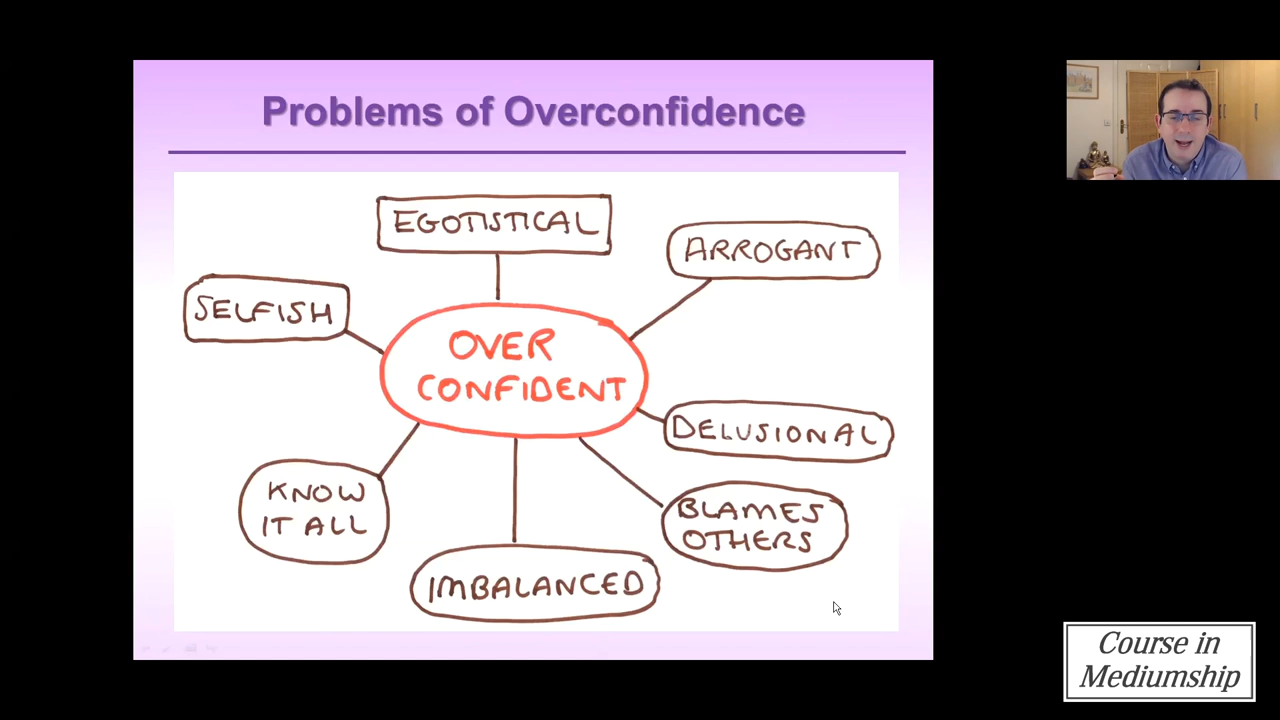 Problems of Overconfidence
EGOTISTICAL
ARROGANT
SELFISH
OVER
CONFIDENT
DELUSIONAL
KNOW
IT ALL
BLAMES
OTHERS
IMBALANCED
Course in
Mediumship